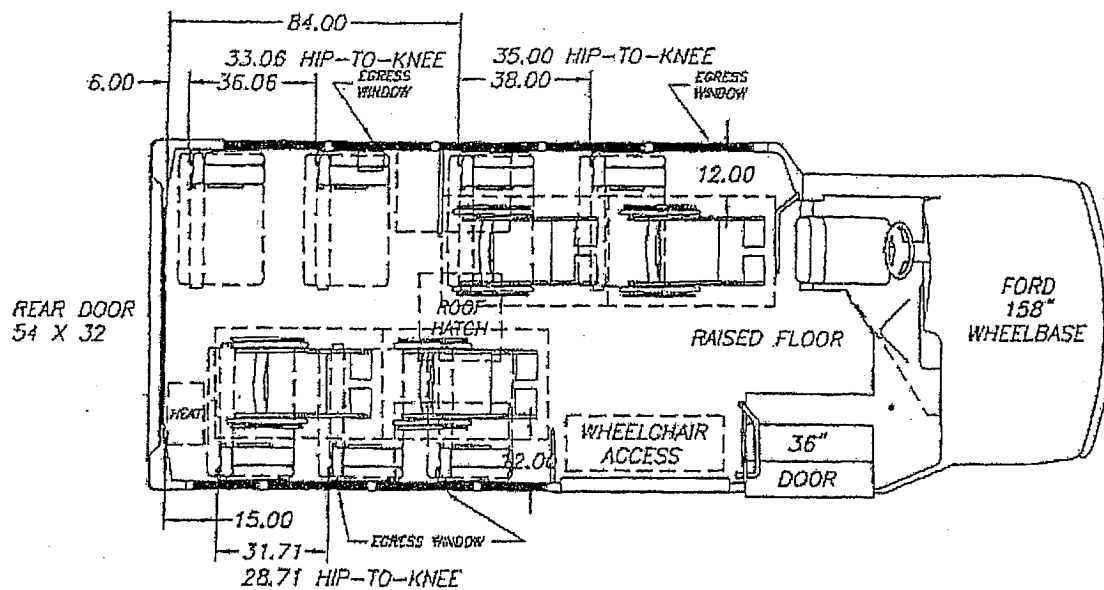 84.00
33.06 HIP-TO-KNEE
35.00 HIP-TO-KNEE
6.00
36.06
EGRESS
WINDOW
38.00
EGRESS
WINDOW
12.00
REAR DOOR
54 X 32
ROOF
HATCH
RAISED FLOOR
FORD
158"
WHEELBASE
HEAT
WHEELCHAIR
ACCESS
36"
DOOR
15.00
EGRESS WINDOW
31.71
28.71 HIP-TO-KNEE